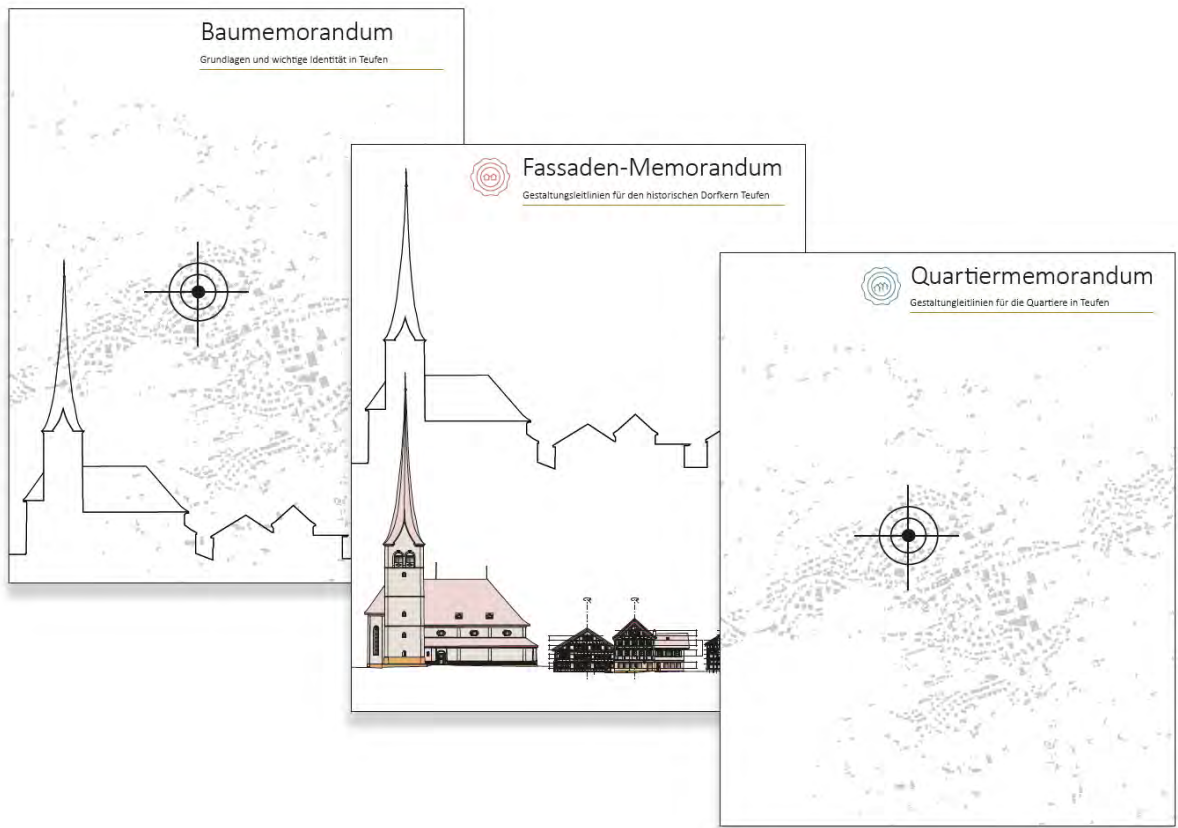 Baumemorandum
Grundlagen und wichtige Identität in Teufen
Fassaden-Memorandum
Gestaltungsleitlinien für den historischen Dorfkern Teufen
Quartiermemorandum
Gestaltungleitlinien für die Quartiere in Teufen